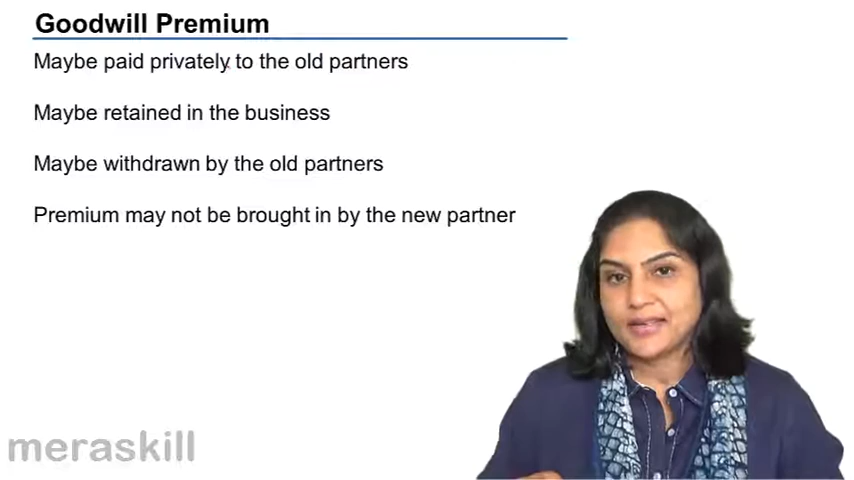 Goodwill Premium
Maybe paid privately to the old partners
Maybe retained in the business
Maybe withdrawn by the old partners
Premium may not be brought in by the new partner
meraskill